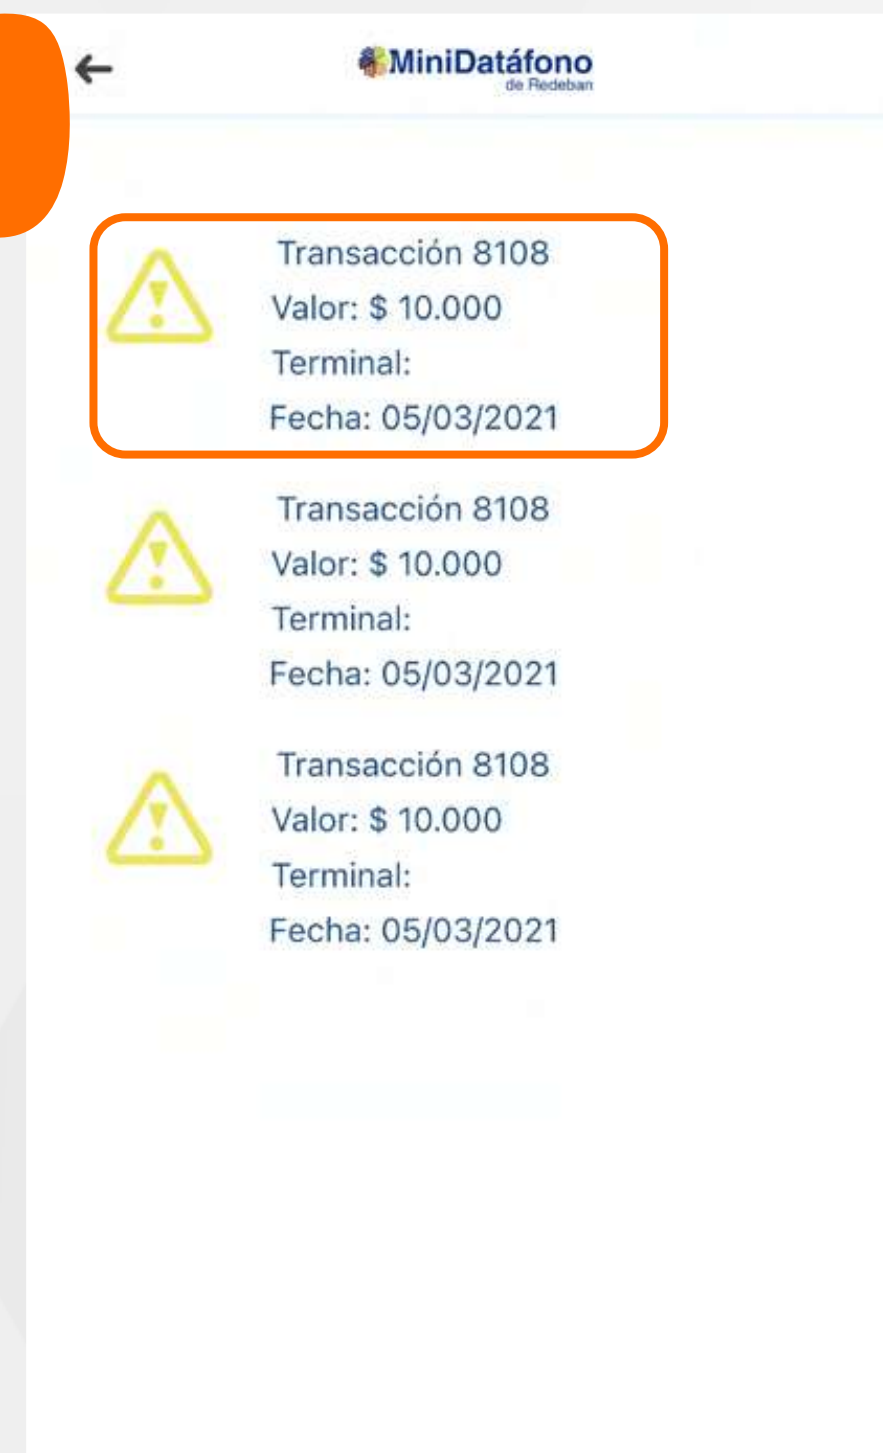 MiniDatáfono
de Redeban
Transacción 8108
Valor: $ 10.000
Terminal:
Fecha: 05/03/2021
Transacción 8108
Valor: $ 10.000
Terminal:
Fecha: 05/03/2021
Transacción 8108
Valor: $ 10.000
Terminal:
Fecha: 05/03/2021